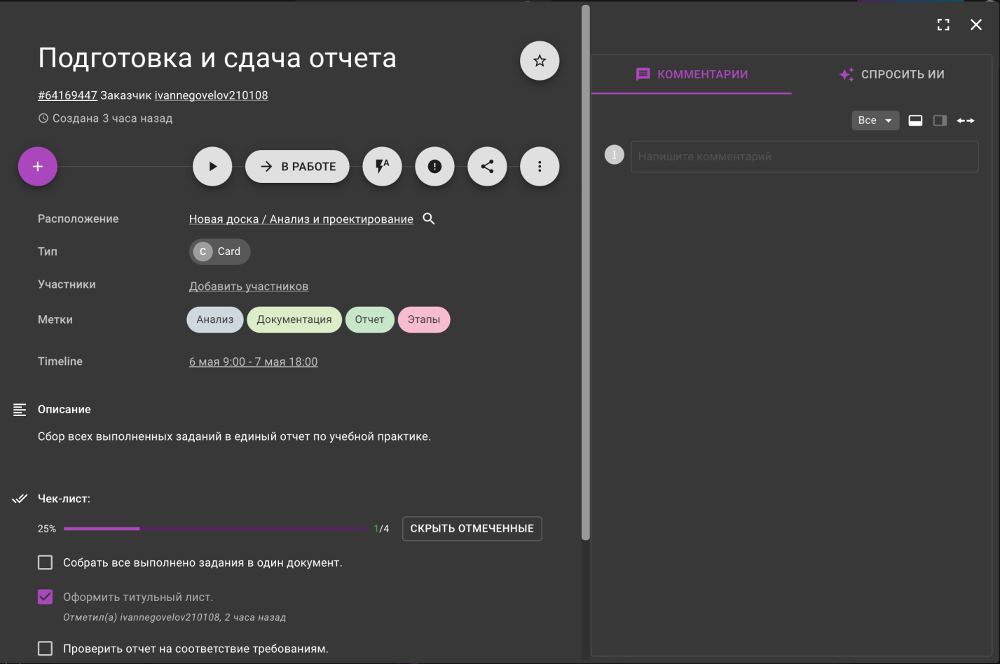 Подготовка и сдача отчета
#64169447 Заказчик ivannegovelov210108
Создана 3 часа назад
В РАБОТЕ
A
Расположение
Новая доска / Анализ и проектирование
Тип
C Card
Участники
Добавить участников
Метки
Анализ Документация Отчет Этапы
Timeline
6 мая 9:00 - 7 мая 18:00
Описание
Сбор всех выполненных заданий в единый отчет по учебной практике.
Чек-лист:
25% 1/4 СКРЫТЬ ОТМЕЧЕННЫЕ
Собрать все выполнено задания в один документ.
Оформить титульный лист.
Отметил(а) ivannegovelov210108, 2 часа назад
Проверить отчет на соответствие требованиям.
КОММЕНТАРИИ СПРОСИТЬ ИИ
Все
I Напишите комментарий